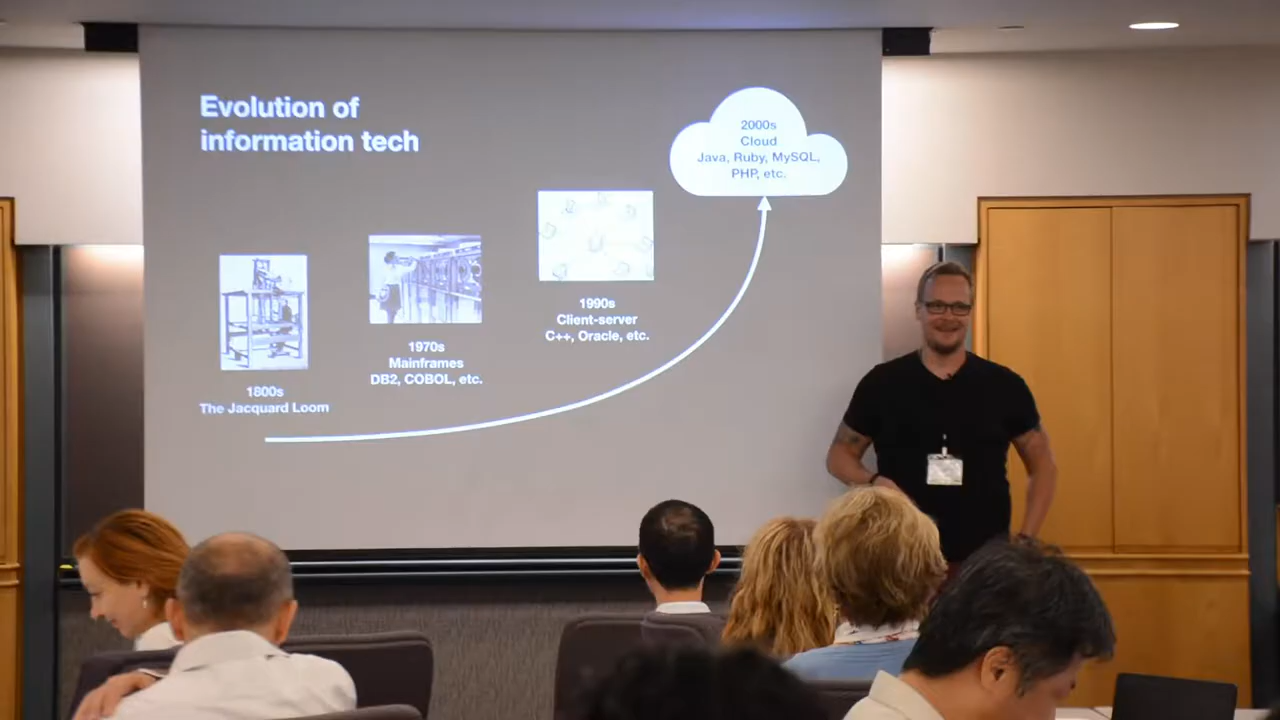 Evolution of
information tech
2000s
Cloud
Java, Ruby, MySQL,
PHP, etc.
1990s
Client-server
C++, Oracle, etc.
1970s
Mainframes
DB2, COBOL, etc.
1800s
The Jacquard Loom